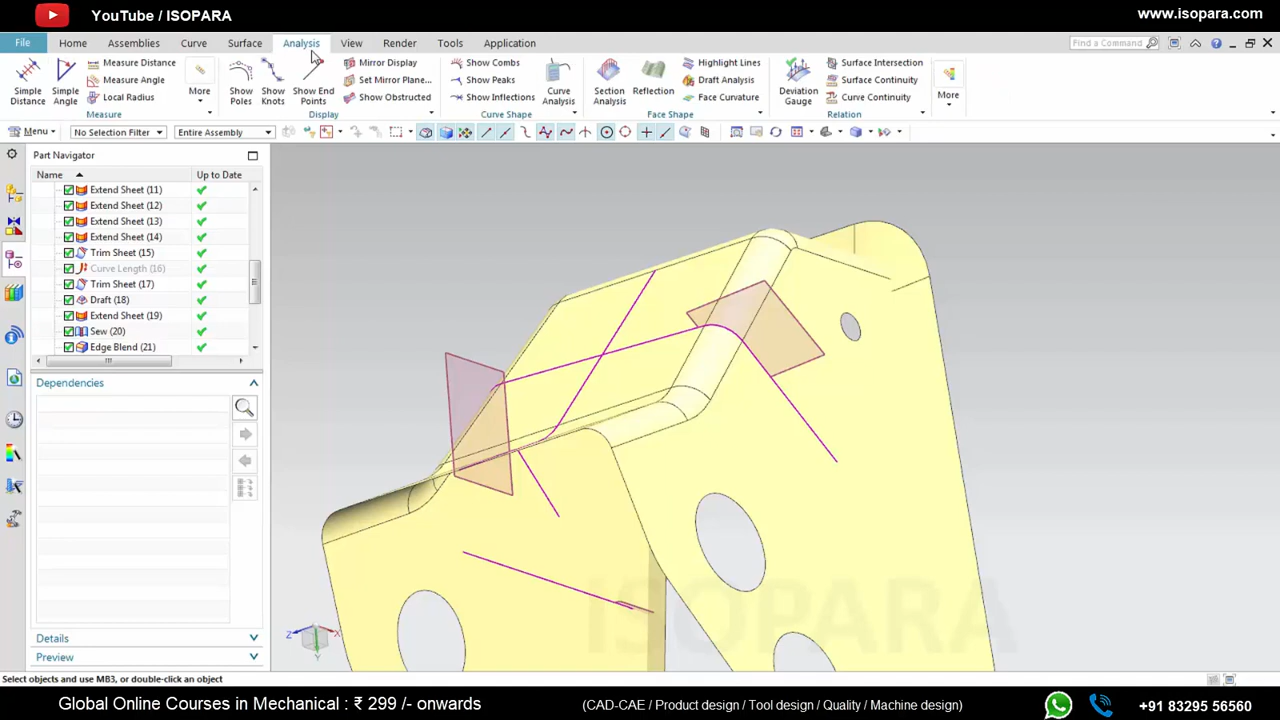 YouTube / ISOPARA
www.isopara.com
File Home Assemblies Curve Surface Analysis View Render Tools Application Find a Command
Simple Distance
Simple Angle
Measure Distance
Measure Angle
Local Radius
More
Measure
Show Poles
Show Knots
Show End Points
Mirror Display
Set Mirror Plane...
Show Obstructed
Display
Show Combs
Show Peaks
Show Inflections
Curve Analysis
Curve Shape
Section Analysis
Reflection
Highlight Lines
Draft Analysis
Face Curvature
Face Shape
Deviation Gauge
Surface Intersection
Surface Continuity
Curve Continuity
Relation
More
Menu No Selection Filter Entire Assembly
Part Navigator
Name Up to Date
Extend Sheet (11)
Extend Sheet (12)
Extend Sheet (13)
Extend Sheet (14)
Trim Sheet (15)
Curve Length (16)
Trim Sheet (17)
Draft (18)
Extend Sheet (19)
Sew (20)
Edge Blend (21)
Dependencies
Details
Preview
Z X
Y
ISOPARA
Select objects and use MB3, or double-click an object
Global Online Courses in Mechanical : ₹ 299 /- onwards (CAD-CAE / Product design / Tool design / Quality / Machine design) +91 83295 56560